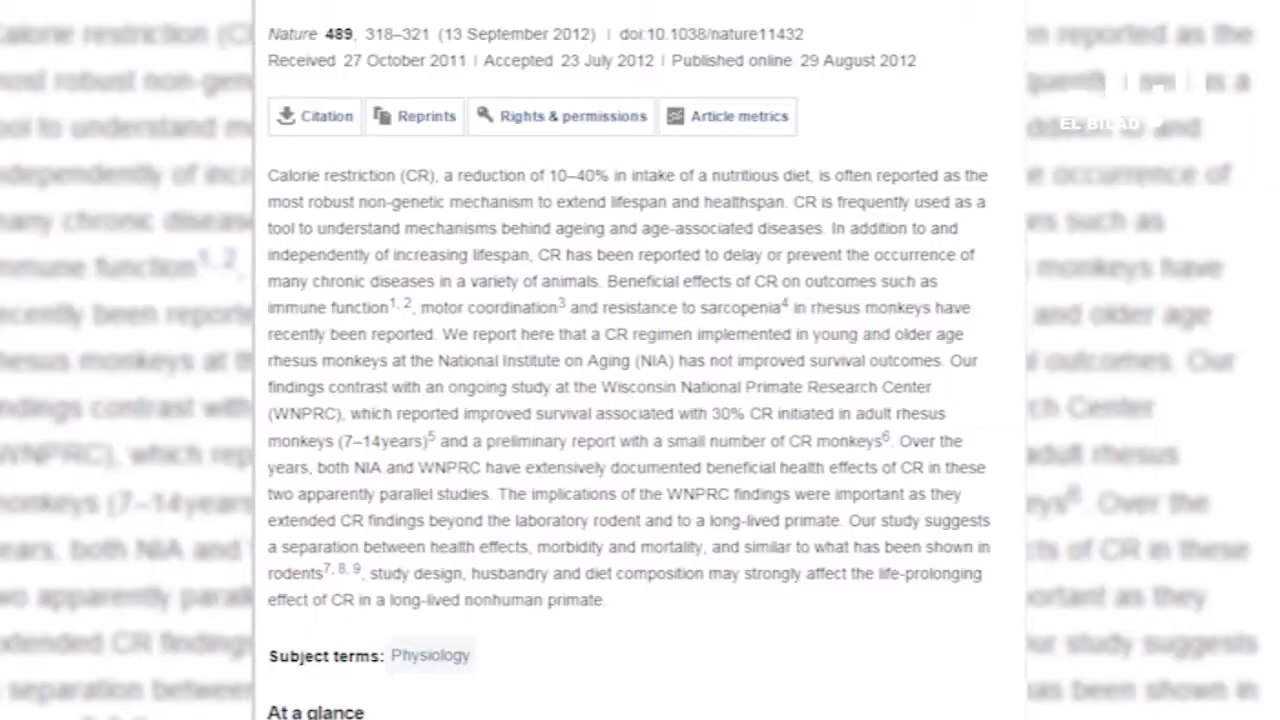 Nature 489, 318–321 (13 September 2012) | doi:10.1038/nature11432
Received 27 October 2011 | Accepted 23 July 2012 | Published online 29 August 2012
Citation Reprints Rights & permissions Article metrics
EL BILAD
Calorie restriction (CR), a reduction of 10–40% in intake of a nutritious diet, is often reported as the
most robust non-genetic mechanism to extend lifespan and healthspan. CR is frequently used as a
tool to understand mechanisms behind ageing and age-associated diseases. In addition to and
independently of increasing lifespan, CR has been reported to delay or prevent the occurrence of
many chronic diseases in a variety of animals. Beneficial effects of CR on outcomes such as
immune function1, 2, motor coordination3 and resistance to sarcopenia4 in rhesus monkeys have
recently been reported. We report here that a CR regimen implemented in young and older age
rhesus monkeys at the National Institute on Aging (NIA) has not improved survival outcomes. Our
findings contrast with an ongoing study at the Wisconsin National Primate Research Center
(WNPRC), which reported improved survival associated with 30% CR initiated in adult rhesus
monkeys (7–14years)5 and a preliminary report with a small number of CR monkeys6. Over the
years, both NIA and WNPRC have extensively documented beneficial health effects of CR in these
two apparently parallel studies. The implications of the WNPRC findings were important as they
extended CR findings beyond the laboratory rodent and to a long-lived primate. Our study suggests
a separation between health effects, morbidity and mortality, and similar to what has been shown in
rodents7, 8, 9, study design, husbandry and diet composition may strongly affect the life-prolonging
effect of CR in a long-lived nonhuman primate.
Subject terms: Physiology
At a glance